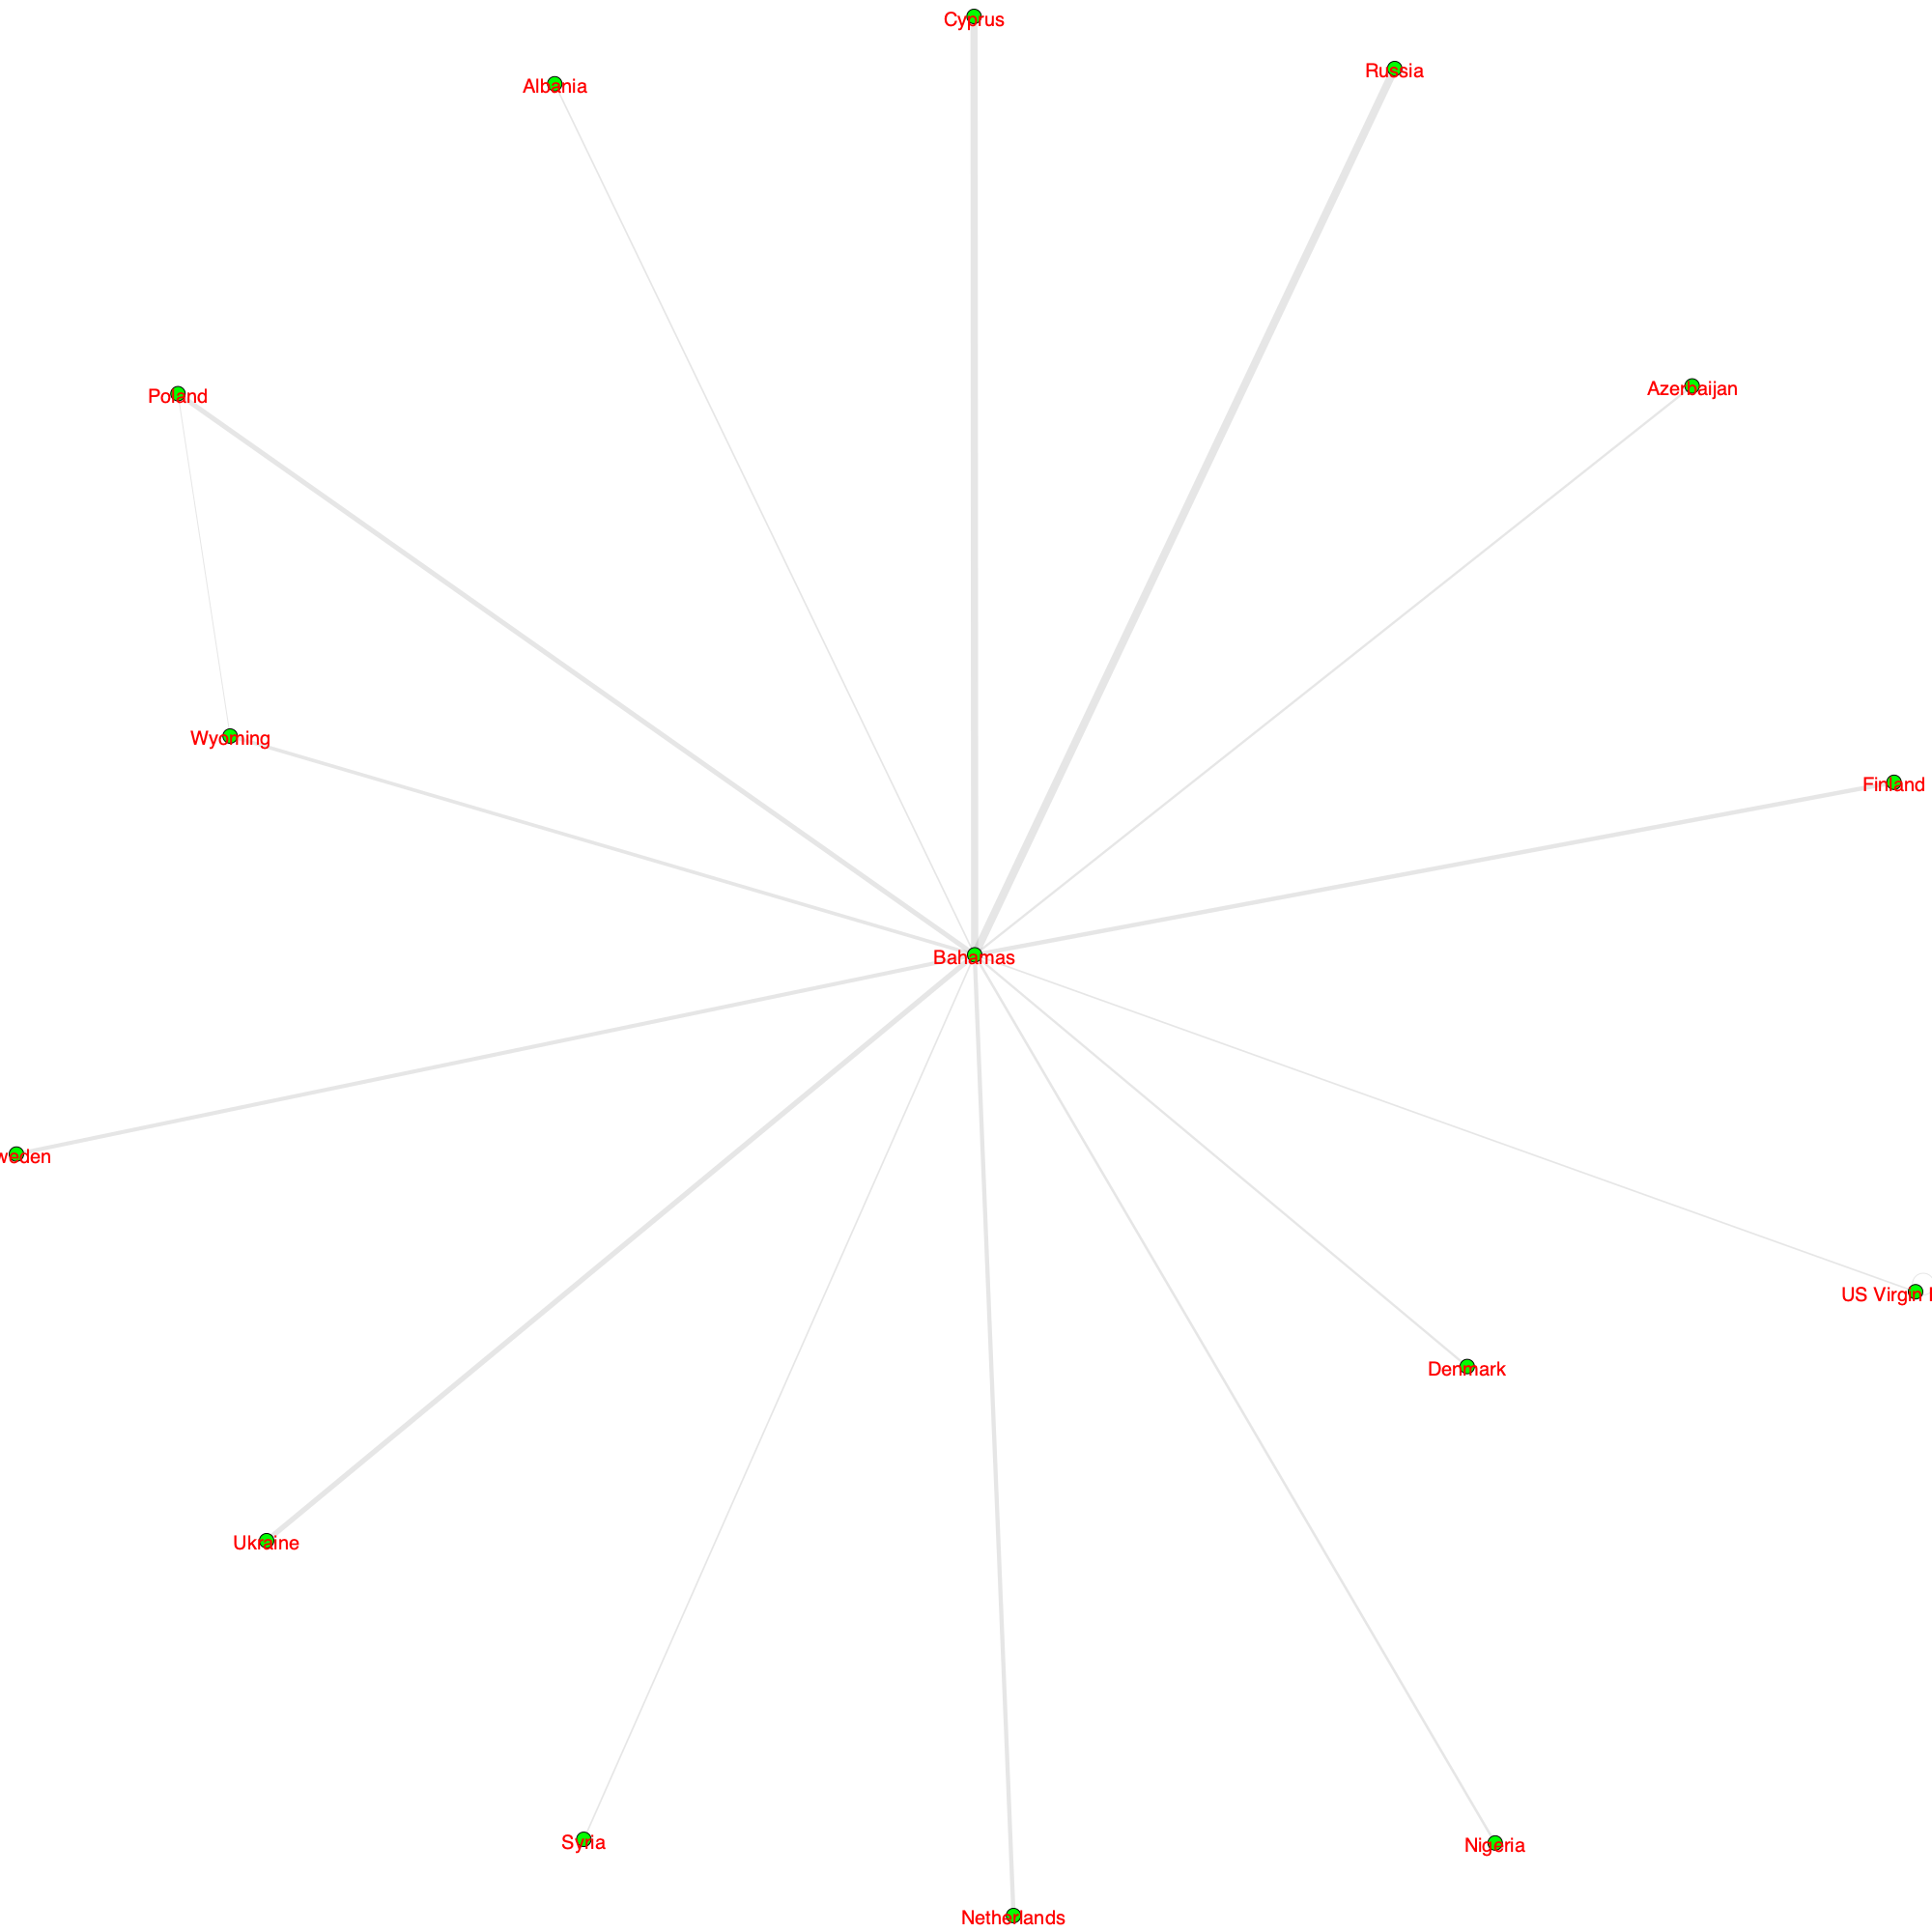 Cyprus
Russia
Albania
Azerbaijan
Poland
Wyoming
Finland
Bahamas
weden
US Virgin I
Denmark
Ukraine
Syria
Nigeria
Netherlands